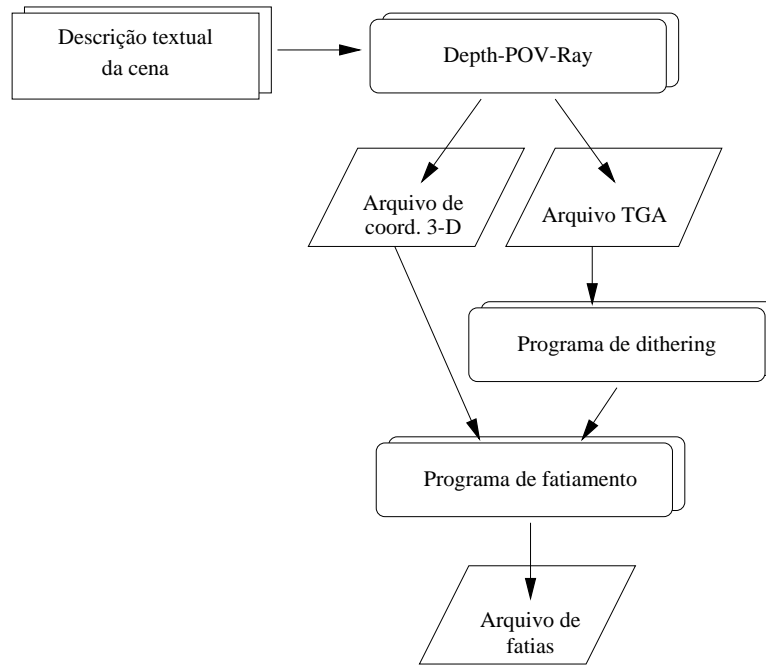 Descrição textual
da cena
Depth-POV-Ray
Arquivo de
coord. 3-D
Arquivo TGA
Programa de dithering
Programa de fatiamento
Arquivo de
fatias